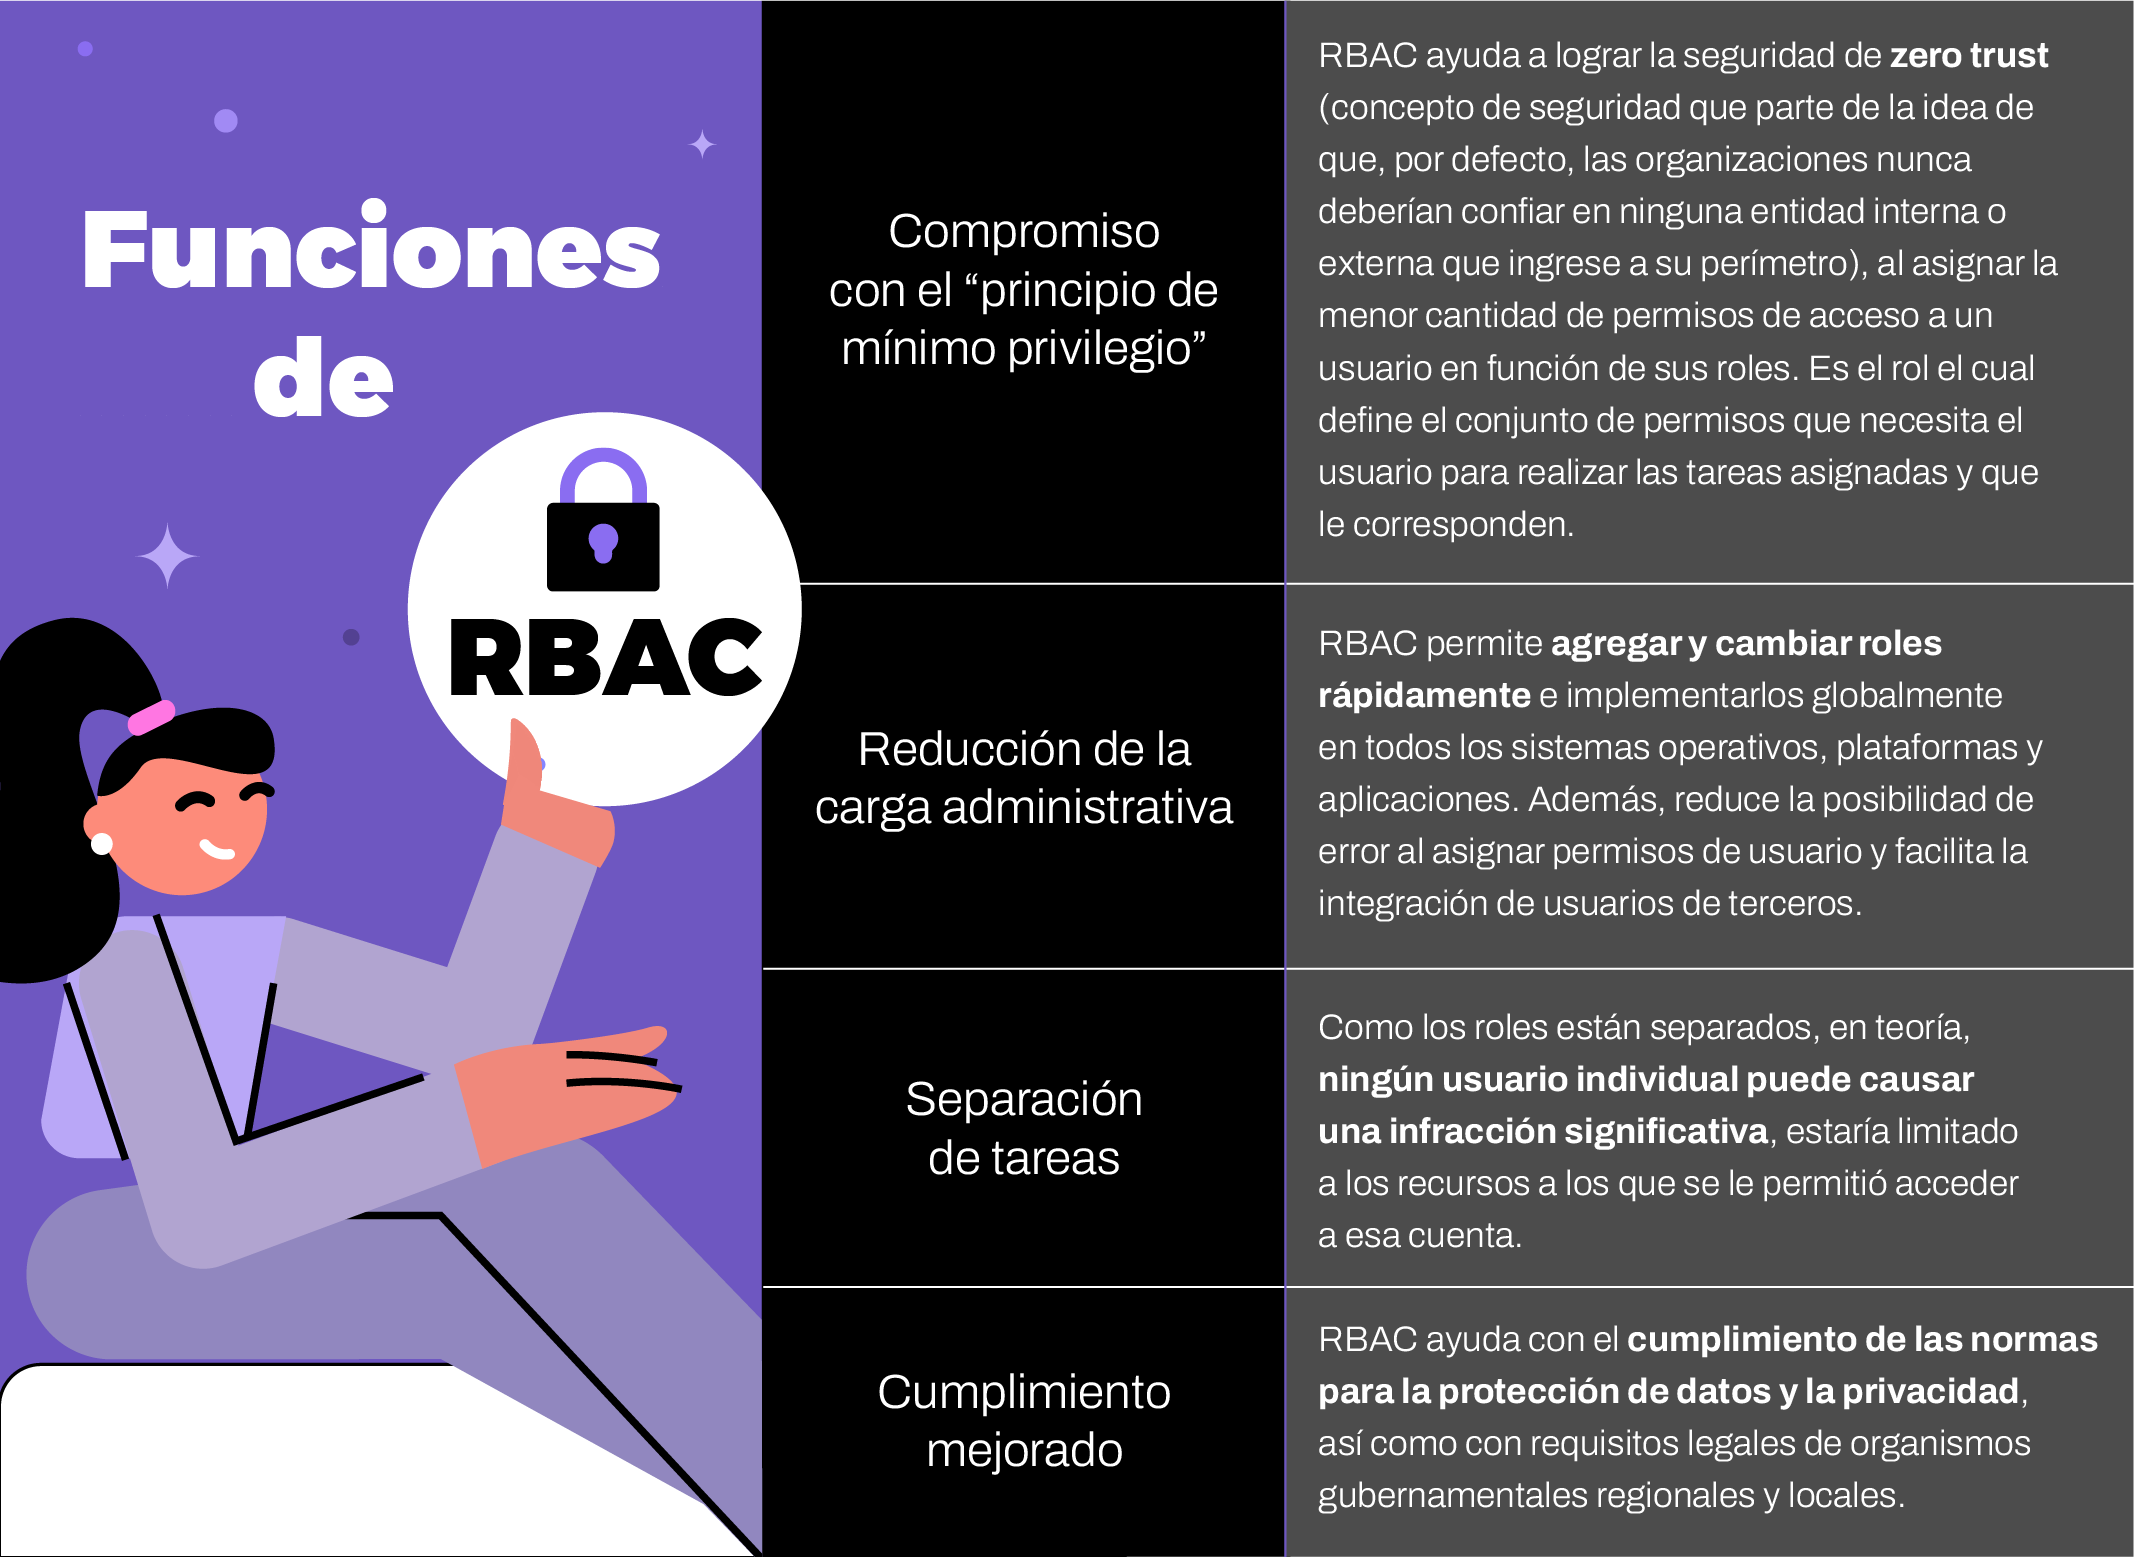 Funciones
de
RBAC
Compromiso
con el “principio de
mínimo privilegio”
RBAC ayuda a lograr la seguridad de zero trust
(concepto de seguridad que parte de la idea de
que, por defecto, las organizaciones nunca
deberían confiar en ninguna entidad interna o
externa que ingrese a su perímetro), al asignar la
menor cantidad de permisos de acceso a un
usuario en función de sus roles. Es el rol el cual
define el conjunto de permisos que necesita el
usuario para realizar las tareas asignadas y que
le corresponden.
Reducción de la
carga administrativa
RBAC permite agregar y cambiar roles
rápidamente e implementarlos globalmente
en todos los sistemas operativos, plataformas y
aplicaciones. Además, reduce la posibilidad de
error al asignar permisos de usuario y facilita la
integración de usuarios de terceros.
Separación
de tareas
Como los roles están separados, en teoría,
ningún usuario individual puede causar
una infracción significativa, estaría limitado
a los recursos a los que se le permitió acceder
a esa cuenta.
Cumplimiento
mejorado
RBAC ayuda con el cumplimiento de las normas
para la protección de datos y la privacidad,
así como con requisitos legales de organismos
gubernamentales regionales y locales.